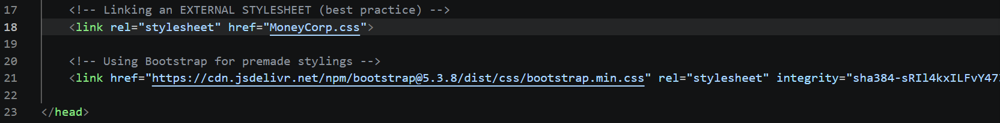 17 <!-- Linking an EXTERNAL STYLESHEET (best practice) -->
18 <link rel="stylesheet" href="MoneyCorp.css">
19
20 <!-- Using Bootstrap for premade stylings -->
21 <link href="https://cdn.jsdelivr.net/npm/bootstrap@5.3.8/dist/css/bootstrap.min.css" rel="stylesheet" integrity="sha384-sRIl4kxILFvY47
22
23 </head>